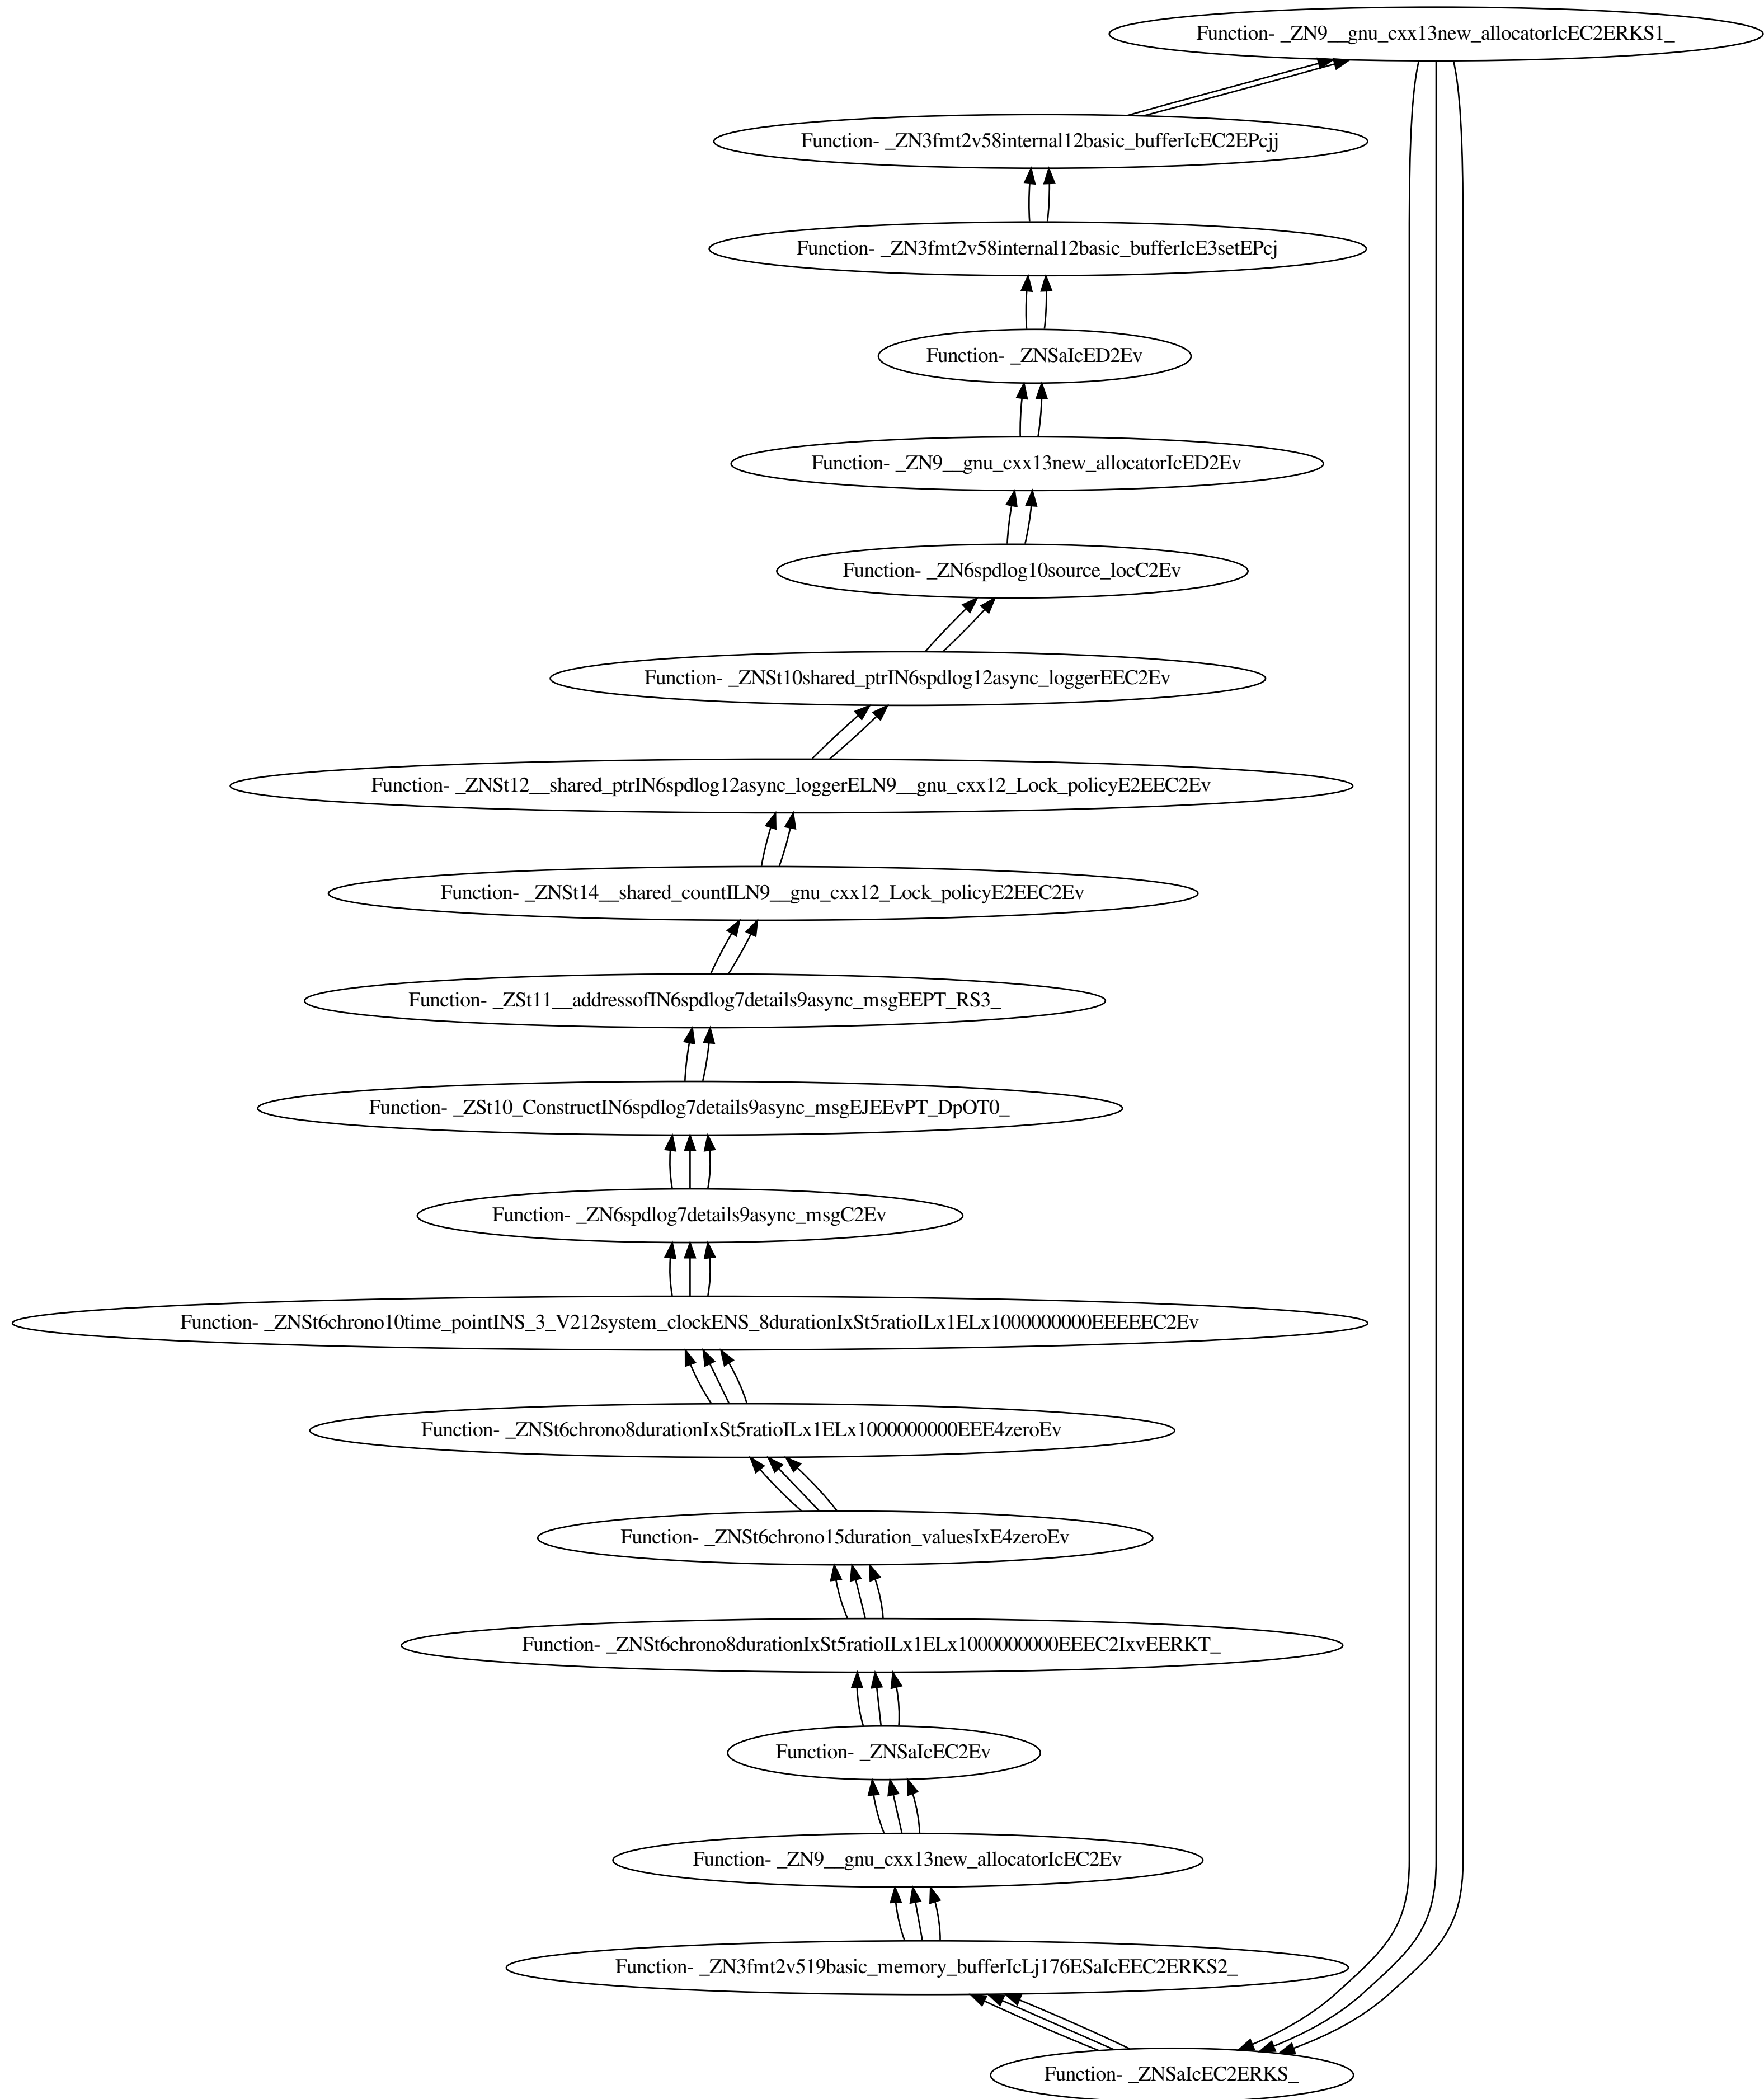 Function- _ZN9__gnu_cxx13new_allocatorIcEC2ERKS1_
Function- _ZN3fmt2v58internal12basic_bufferIcEC2EPcjj
Function- _ZN3fmt2v58internal12basic_bufferIcE3setEPcj
Function- _ZNSaIcED2Ev
Function- _ZN9__gnu_cxx13new_allocatorIcED2Ev
Function- _ZN6spdlog10source_locC2Ev
Function- _ZNSt10shared_ptrIN6spdlog12async_loggerEEC2Ev
Function- _ZNSt12__shared_ptrIN6spdlog12async_loggerELN9__gnu_cxx12_Lock_policyE2EEC2Ev
Function- _ZNSt14__shared_countILN9__gnu_cxx12_Lock_policyE2EEC2Ev
Function- _ZSt11__addressofIN6spdlog7details9async_msgEEPT_RS3_
Function- _ZSt10_ConstructIN6spdlog7details9async_msgEJEEvPT_DpOT0_
Function- _ZN6spdlog7details9async_msgC2Ev
Function- _ZNSt6chrono10time_pointINS_3_V212system_clockENS_8durationIxSt5ratioILx1ELx1000000000EEEEEC2Ev
Function- _ZNSt6chrono8durationIxSt5ratioILx1ELx1000000000EEE4zeroEv
Function- _ZNSt6chrono15duration_valuesIxE4zeroEv
Function- _ZNSt6chrono8durationIxSt5ratioILx1ELx1000000000EEEC2IxvEERKT_
Function- _ZNSaIcEC2Ev
Function- _ZN9__gnu_cxx13new_allocatorIcEC2Ev
Function- _ZN3fmt2v519basic_memory_bufferIcLj176ESaIcEEC2ERKS2_
Function- _ZNSaIcEC2ERKS_